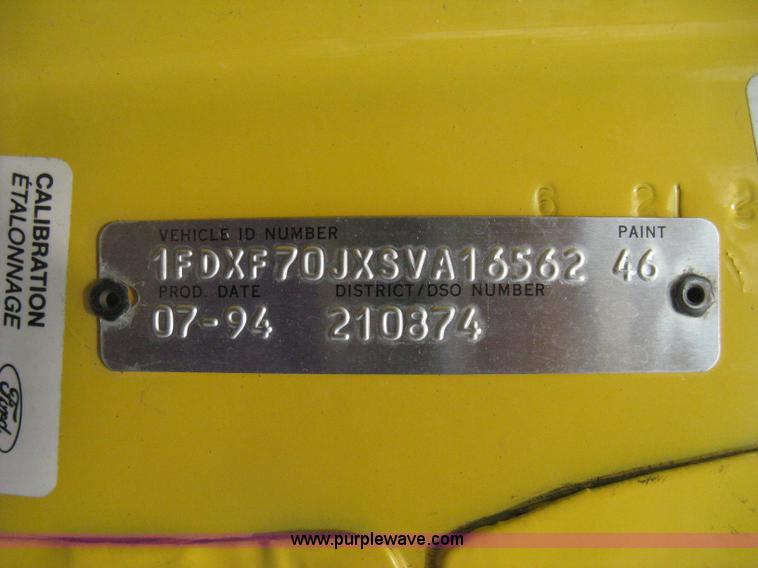 CALIBRATION
ÉTALONNAGE
Ford
6 21 2
VEHICLE ID NUMBER PAINT
1FDXF70JXSVA16562 46
PROD. DATE DISTRICT/DSO NUMBER
07-94 210874
www.purplewave.com